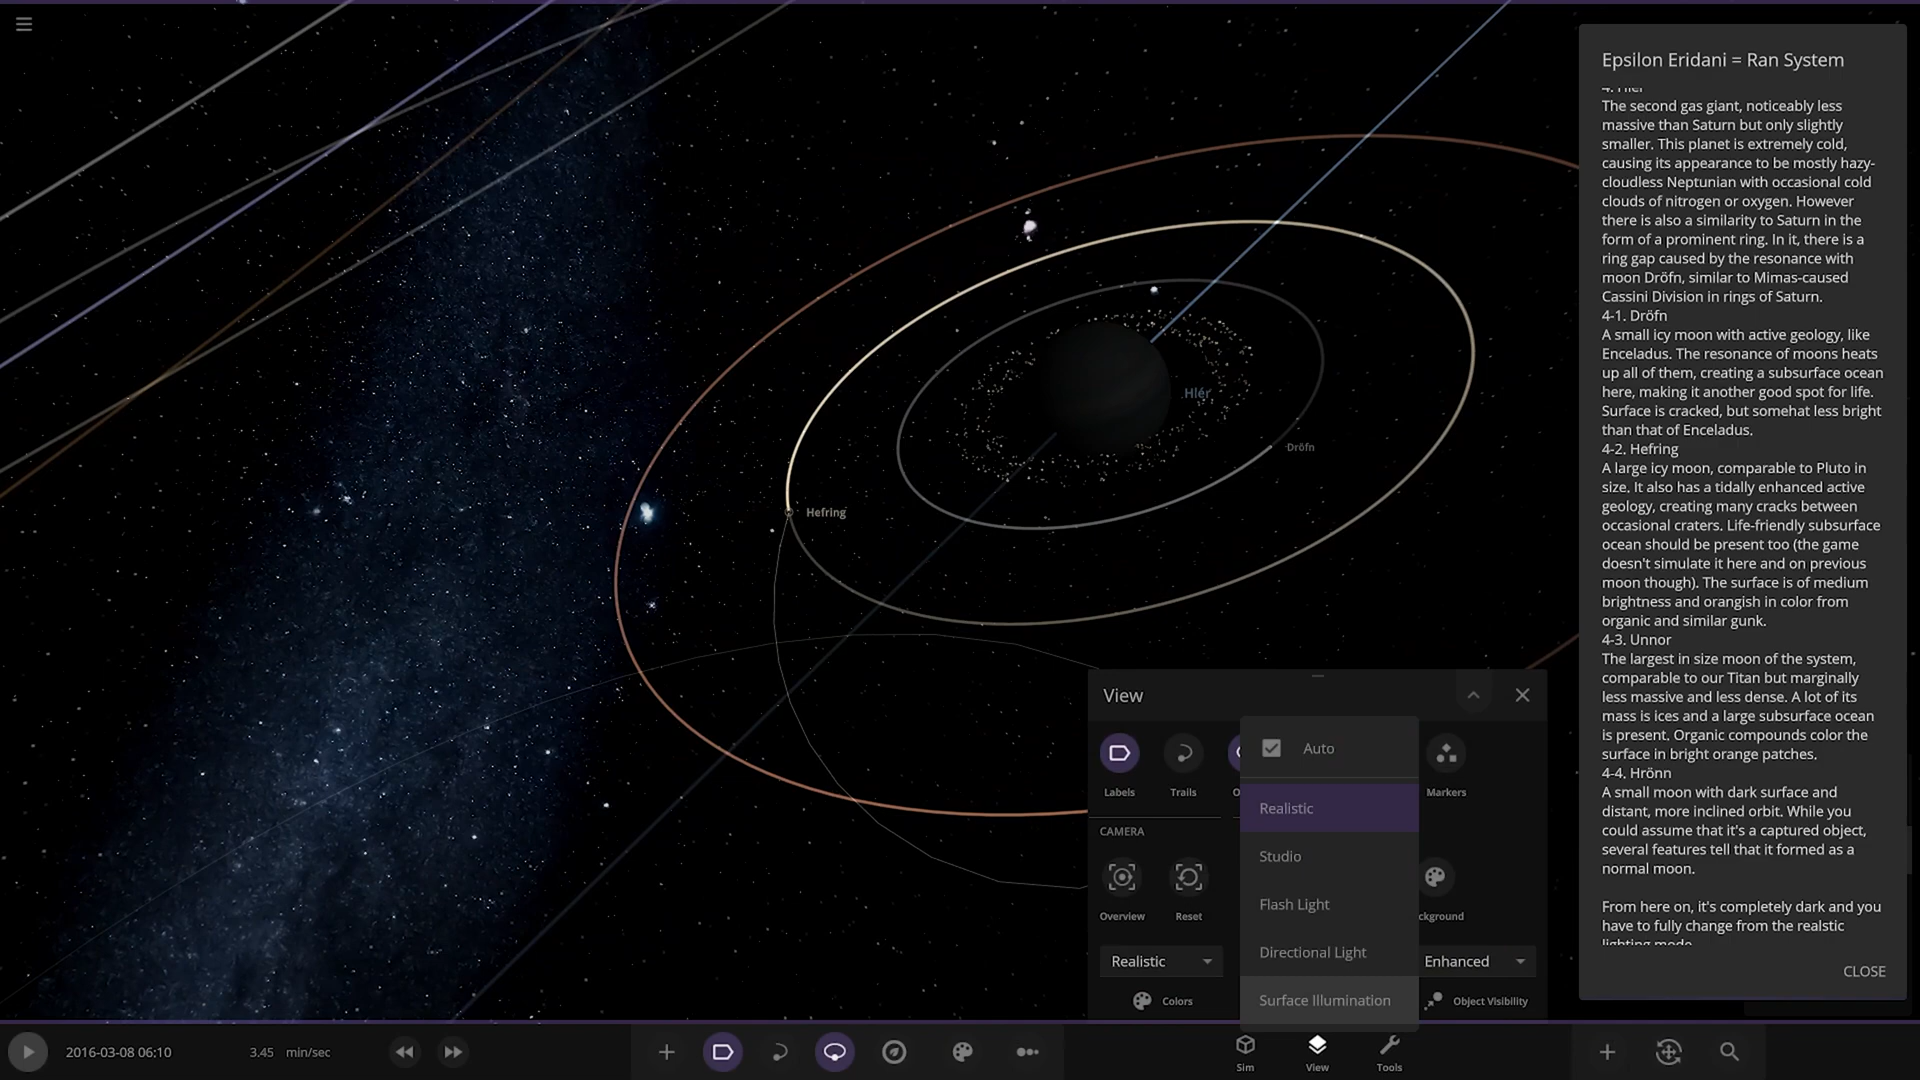 Epsilon Eridani = Ran System
The second gas giant, noticeably less
massive than Saturn but only slightly
smaller. This planet is extremely cold,
causing its appearance to be mostly hazy-
cloudless Neptunian with occasional cold
clouds of nitrogen or oxygen. However
there is also a similarity to Saturn in the
form of a prominent ring. In it, there is a
ring gap caused by the resonance with
moon Dröfn, similar to Mimas-caused
Cassini Division in rings of Saturn.
4-1. Dröfn
A small icy moon with active geology, like
Enceladus. The resonance of moons heats
up all of them, creating a subsurface ocean
here, making it another good spot for life.
Surface is cracked, but somehat less bright
than that of Enceladus.
4-2. Hefring
A large icy moon, comparable to Pluto in
size. It also has a tidally enhanced active
geology, creating many cracks between
occasional craters. Life-friendly subsurface
ocean should be present too (the game
doesn't simulate it here and on previous
moon though). The surface is of medium
brightness and orangish in color from
organic and similar gunk.
4-3. Unnor
The largest in size moon of the system,
comparable to our Titan but marginally
less massive and less dense. A lot of its
mass is ices and a large subsurface ocean
is present. Organic compounds color the
surface in bright orange patches.
4-4. Hrönn
A small moon with dark surface and
distant, more inclined orbit. While you
could assume that it's a captured object,
several features tell that it formed as a
normal moon.
From here on, it's completely dark and you
have to fully change from the realstic
lighting mode
CLOSE
Hlér
Dröfn
Hefring
View
Auto
Realistic
Studio
Flash Light
Directional Light
Surface Illumination
Labels
Trails
Markers
CAMERA
Overview
Reset
ckground
Realistic
Enhanced
Colors
Object Visibility
2016-03-08 06:10
3.45 min/sec
Sim
View
Tools